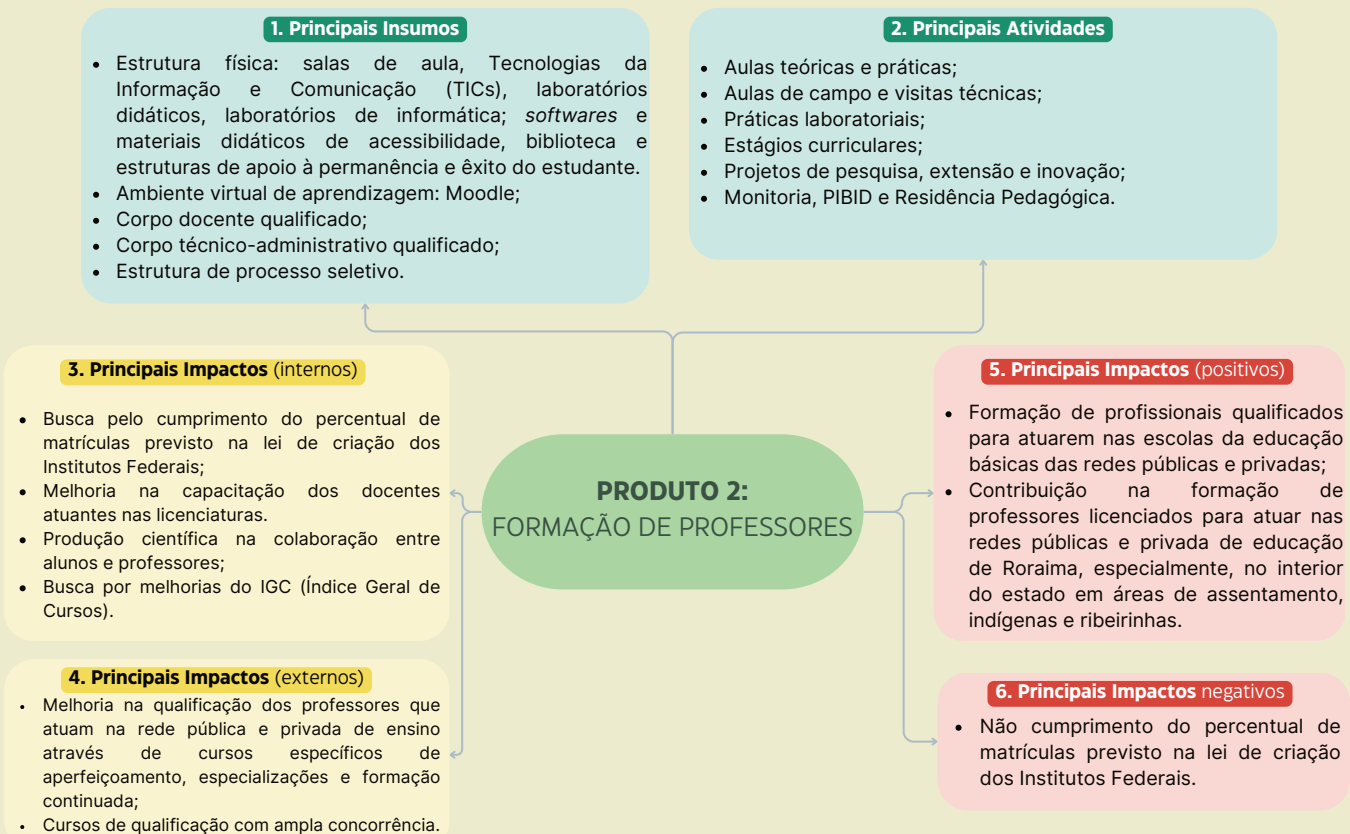 1. Principais Insumos
• Estrutura física: salas de aula, Tecnologias da
Informação e Comunicação (TICs), laboratórios
didáticos, laboratórios de informática; softwares e
materiais didáticos de acessibilidade, biblioteca e
estruturas de apoio à permanência e êxito do estudante.
• Ambiente virtual de aprendizagem: Moodle;
• Corpo docente qualificado;
• Corpo técnico-administrativo qualificado;
• Estrutura de processo seletivo.
2. Principais Atividades
• Aulas teóricas e práticas;
• Aulas de campo e visitas técnicas;
• Práticas laboratoriais;
• Estágios curriculares;
• Projetos de pesquisa, extensão e inovação;
• Monitoria, PIBID e Residência Pedagógica.
3. Principais Impactos (internos)
• Busca pelo cumprimento do percentual de
matrículas previsto na lei de criação dos
Institutos Federais;
• Melhoria na capacitação dos docentes
atuantes nas licenciaturas.
• Produção científica na colaboração entre
alunos e professores;
• Busca por melhorias do IGC (Índice Geral de
Cursos).
PRODUTO 2:
FORMAÇÃO DE PROFESSORES
5. Principais Impactos (positivos)
• Formação de profissionais qualificados
para atuarem nas escolas da educação
básicas das redes públicas e privadas;
• Contribuição na formação de
professores licenciados para atuar nas
redes públicas e privada de educação
de Roraima, especialmente, no interior
do estado em áreas de assentamento,
indígenas e ribeirinhas.
4. Principais Impactos (externos)
• Melhoria na qualificação dos professores que
atuam na rede pública e privada de ensino
através de cursos específicos de
aperfeiçoamento, especializações e formação
continuada;
• Cursos de qualificação com ampla concorrência.
6. Principais Impactos negativos
• Não cumprimento do percentual de
matrículas previsto na lei de criação
dos Institutos Federais.